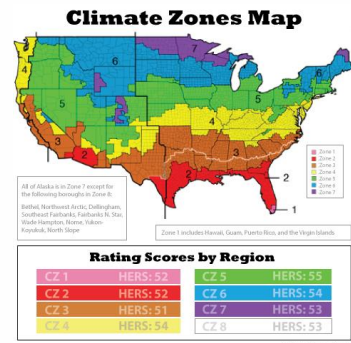 Climate Zones Map
7
6
6
4
5
5
4
3
3
2
2
2
1
Zone 1
Zone 2
Zone 3
Zone 4
Zone 5
Zone 6
Zone 7
All of Alaska is in Zone 7 except for
the following boroughs in Zone 8:
Bethel, Northwest Arctic, Dellingham,
Southeast Fairbanks, Fairbanks N. Star,
Wade Hampton, Nome, Yukon-
Koyukuk, North Slope
Zone 1 includes Hawaii, Guam, Puerto Rico, and the Virgin Islands
Rating Scores by Region
CZ 1 HERS: 52
CZ 2 HERS: 52
CZ 3 HERS: 51
CZ 4 HERS: 54
CZ 5 HERS: 55
CZ 6 HERS: 54
CZ 7 HERS: 53
CZ 8 HERS: 53